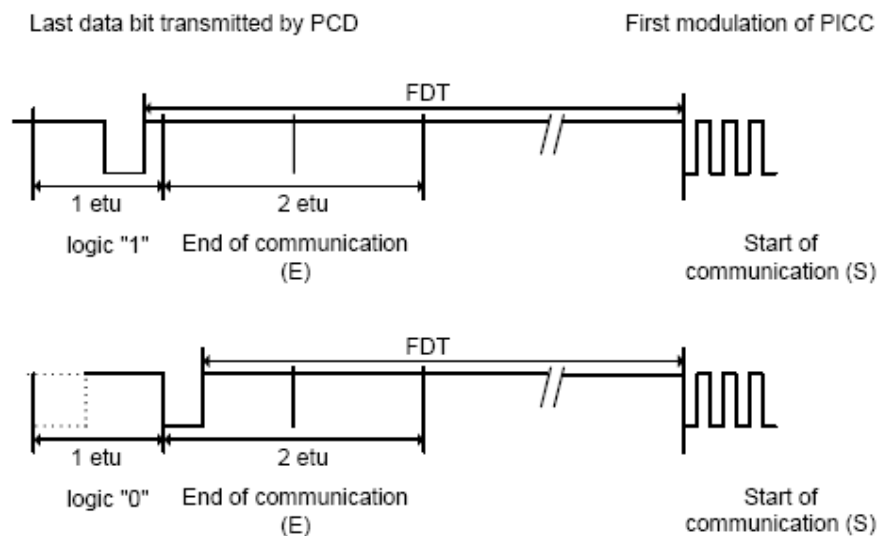 Last data bit transmitted by PCD
First modulation of PICC
FDT
1 etu
2 etu
logic "1"
End of communication
(E)
Start of
communication (S)
FDT
1 etu
2 etu
logic "0"
End of communication
(E)
Start of
communication (S)